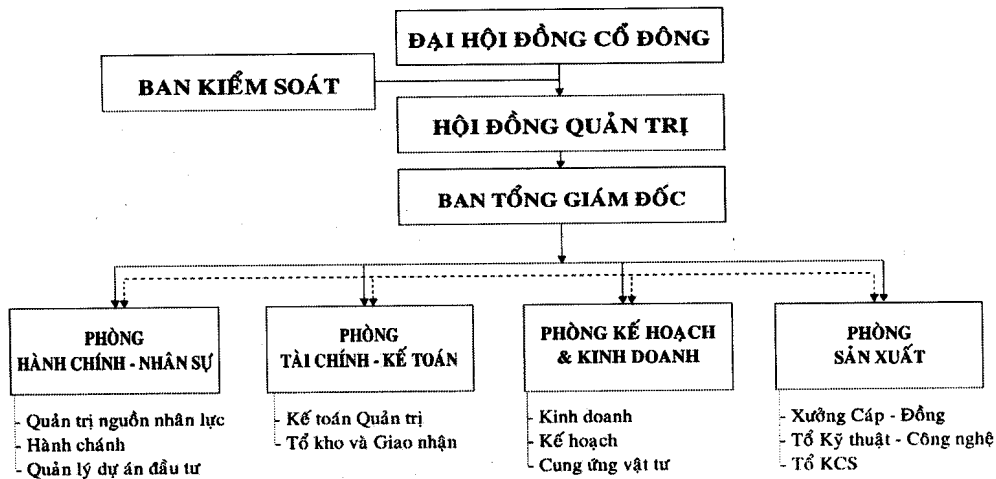 ĐẠI HỘI ĐỒNG CỔ ĐÔNG
BAN KIỂM SOÁT
HỘI ĐỒNG QUẢN TRỊ
BAN TỔNG GIÁM ĐỐC
PHÒNG
HÀNH CHÍNH - NHÂN SỰ
- Quản trị nguồn nhân lực
- Hành chánh
- Quản lý dự án đầu tư
PHÒNG
TÀI CHÍNH - KẾ TOÁN
- Kế toán Quản trị
- Tổ kho và Giao nhận
PHÒNG KẾ HOẠCH
& KINH DOANH
- Kinh doanh
- Kế hoạch
- Cung ứng vật tư
PHÒNG
SẢN XUẤT
- Xưởng Cáp - Đồng
- Tổ Kỹ thuật - Công nghệ
- Tổ KCS